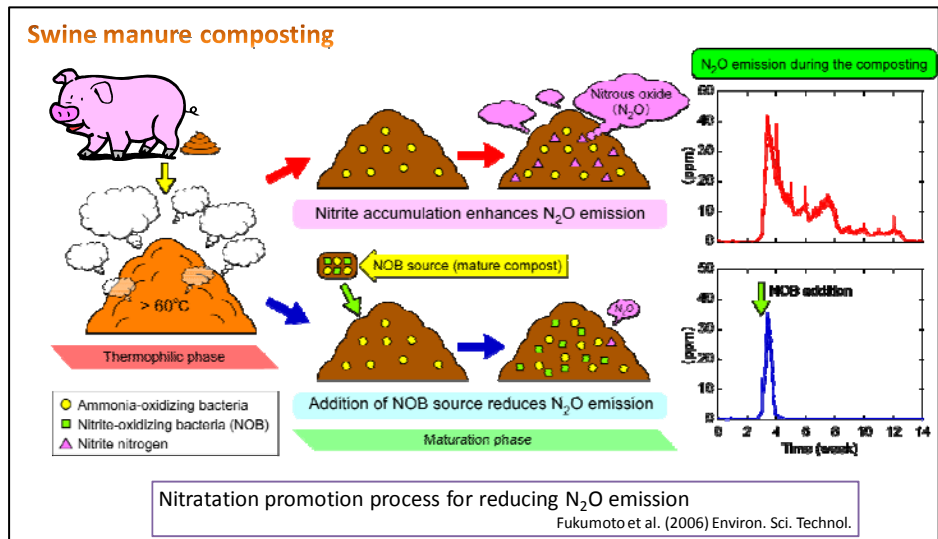 Swine manure composting
N₂O emission during the composting
Nitrous oxide
(N₂O)
Nitrite accumulation enhances N₂O emission
> 60℃
Thermophilic phase
NOB source (mature compost)
N₂O
Addition of NOB source reduces N₂O emission
Maturation phase
Ammonia-oxidizing bacteria
Nitrite-oxidizing bacteria (NOB)
Nitrite nitrogen
50
40
30
20
10
0
(ppm)
NOB addition
50
40
30
20
10
0
(ppm)
0 2 4 6 8 10 12 14
Time (week)
Nitratation promotion process for reducing N₂O emission
Fukumoto et al. (2006) Environ. Sci. Technol.